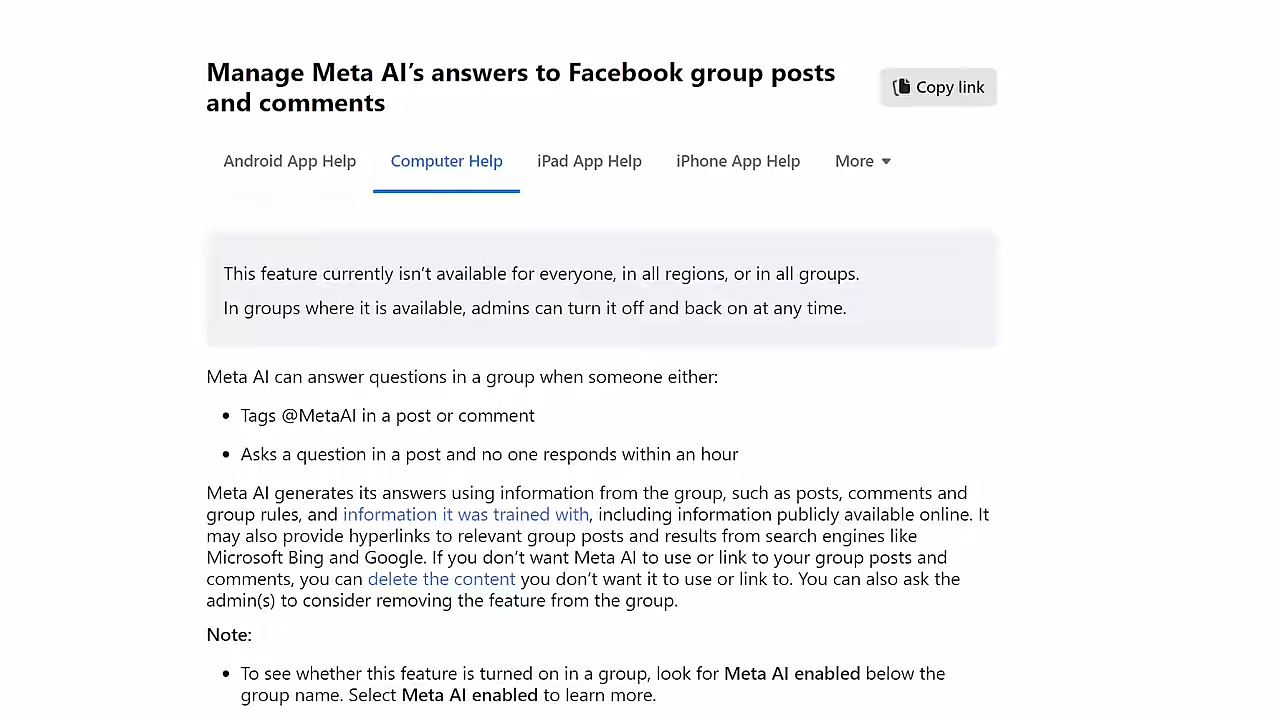 Manage Meta AI’s answers to Facebook group posts
and comments
Copy link
Android App Help Computer Help iPad App Help iPhone App Help More
This feature currently isn’t available for everyone, in all regions, or in all groups.
In groups where it is available, admins can turn it off and back on at any time.
Meta AI can answer questions in a group when someone either:
• Tags @MetaAI in a post or comment
• Asks a question in a post and no one responds within an hour
Meta AI generates its answers using information from the group, such as posts, comments and
group rules, and information it was trained with, including information publicly available online. It
may also provide hyperlinks to relevant group posts and results from search engines like
Microsoft Bing and Google. If you don’t want Meta AI to use or link to your group posts and
comments, you can delete the content you don’t want it to use or link to. You can also ask the
admin(s) to consider removing the feature from the group.
Note:
• To see whether this feature is turned on in a group, look for Meta AI enabled below the
group name. Select Meta AI enabled to learn more.